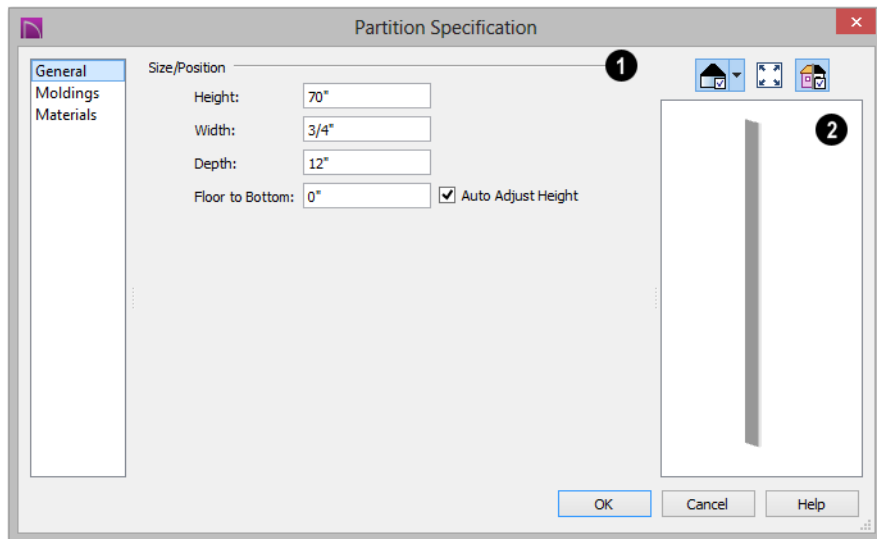 Partition Specification
General
Moldings
Materials
Size/Position
1
Height: 70"
Width: 3/4"
Depth: 12"
Floor to Bottom: 0" Auto Adjust Height
2
OK Cancel Help